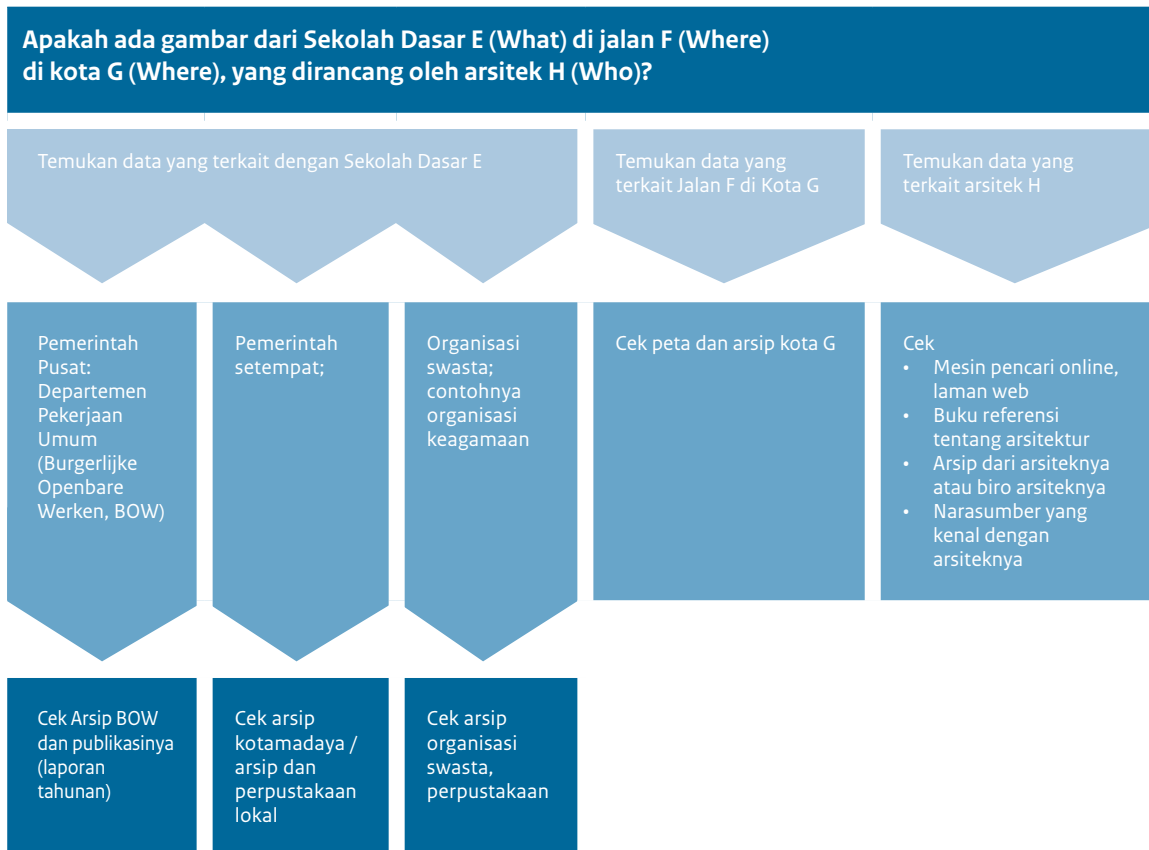 Apakah ada gambar dari Sekolah Dasar E (What) di jalan F (Where)
di kota G (Where), yang dirancang oleh arsitek H (Who)?
Temukan data yang terkait dengan Sekolah Dasar E
Temukan data yang
terkait Jalan F di Kota G
Temukan data yang
terkait arsitek H
Pemerintah
Pusat:
Departemen
Pekerjaan
Umum
(Burgerlijke
Openbare
Werken, BOW)
Pemerintah
setempat;
Organisasi
swasta;
contohnya
organisasi
keagamaan
Cek peta dan arsip kota G
Cek
• Mesin pencari online,
laman web
• Buku referensi
tentang arsitektur
• Arsip dari arsiteknya
atau biro arsiteknya
• Narasumber yang
kenal dengan
arsiteknya
Cek Arsip BOW
dan publikasinya
(laporan
tahunan)
Cek arsip
kotamadaya /
arsip dan
perpustakaan
lokal
Cek arsip
organisasi
swasta,
perpustakaan